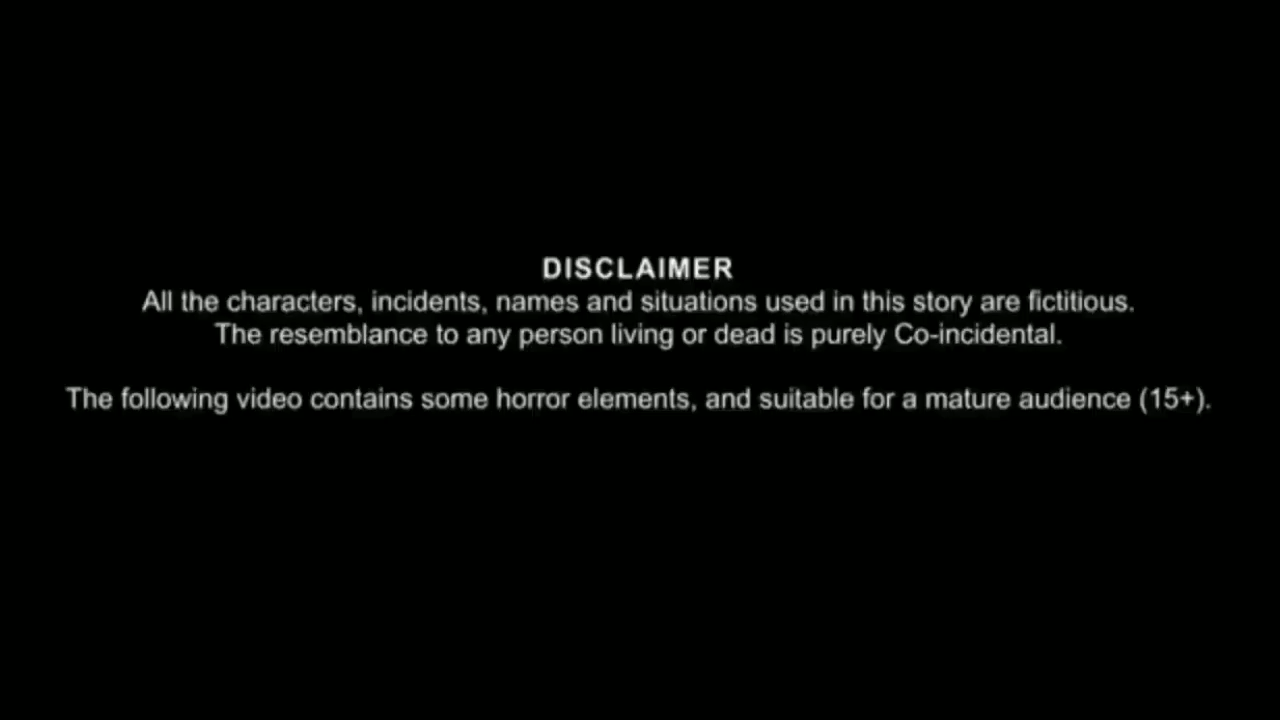 DISCLAIMER
All the characters, incidents, names and situations used in this story are fictitious.
The resemblance to any person living or dead is purely Co-incidental.
The following video contains some horror elements, and suitable for a mature audience (15+).